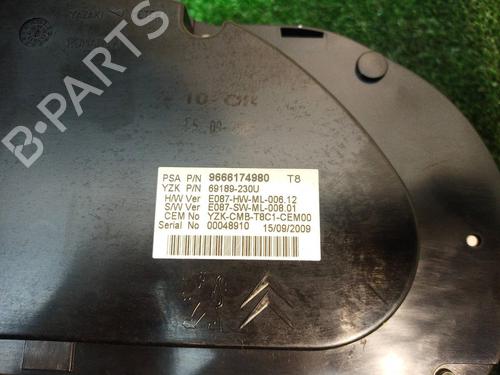 YAZAKI
PSA P/N 9666174980 T8
YZK P/N 69189-230U
H/W Ver E087-HW-ML-006.12
S/W Ver E087-SW-ML-008.01
CEM No YZK-CMB-T8C1-CEM00
Serial No 00048910 15/09/2009
B-PARTS